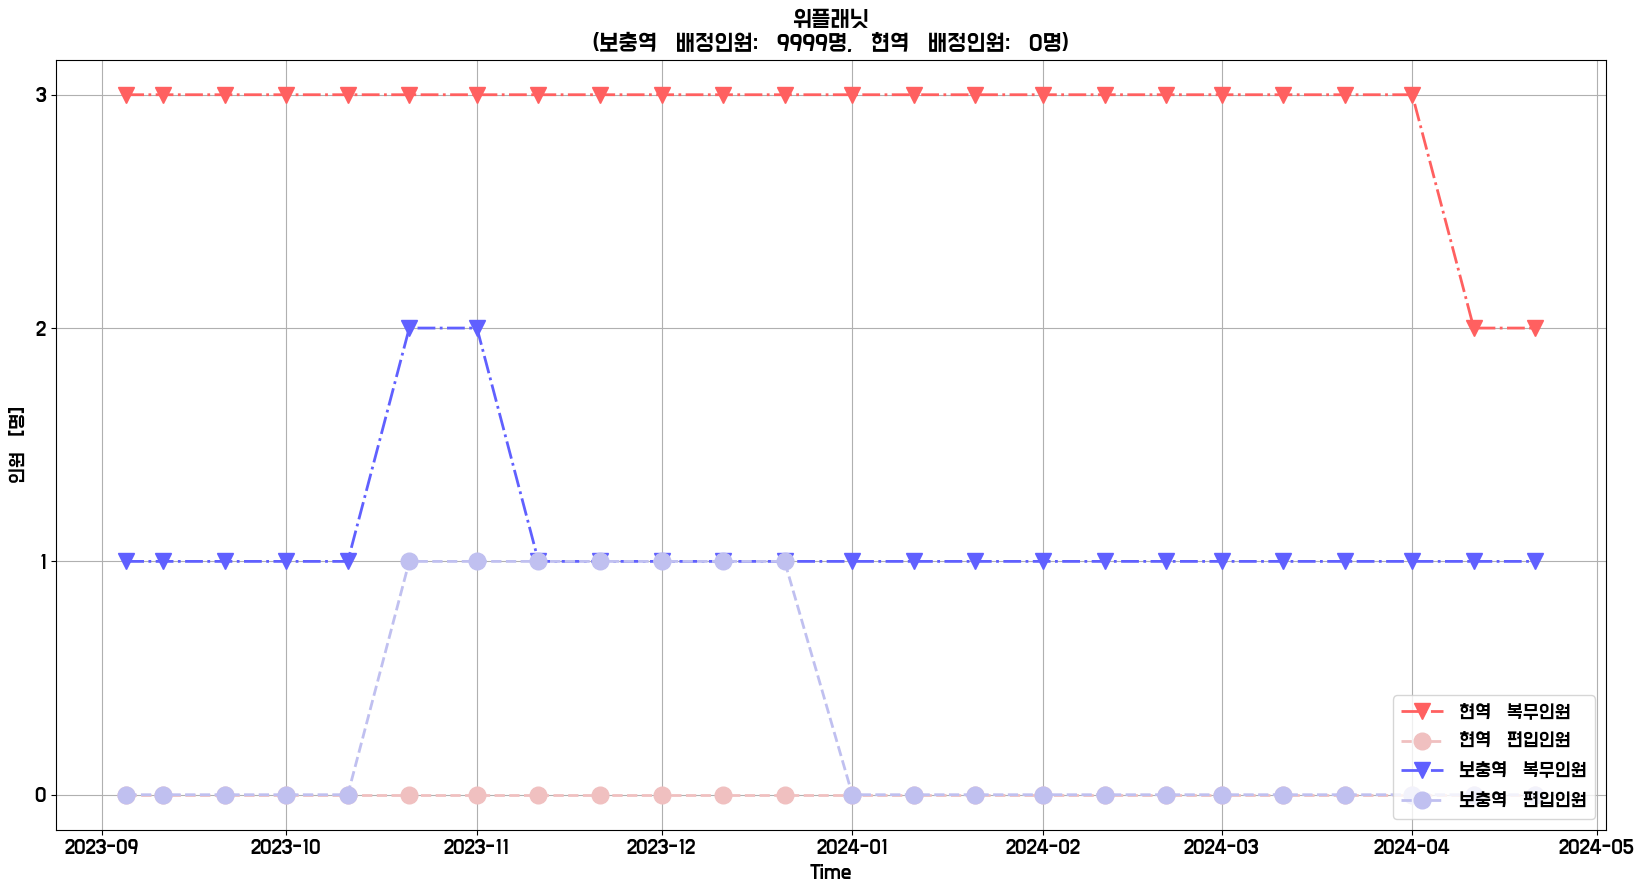 위플래닛
(보충역 배정인원: 9999명, 현역 배정인원: 0명)
인원 [명]
3
2
1
0
현역 복무인원
현역 편입인원
보충역 복무인원
보충역 편입인원
2023-09 2023-10 2023-11 2023-12 2024-01 2024-02 2024-03 2024-04 2024-05
Time